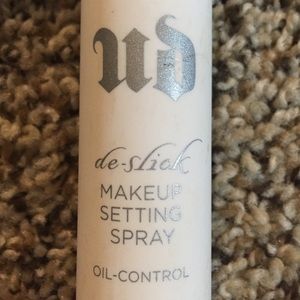 UD
de-slick
MAKEUP
SETTING
SPRAY
OIL-CONTROL